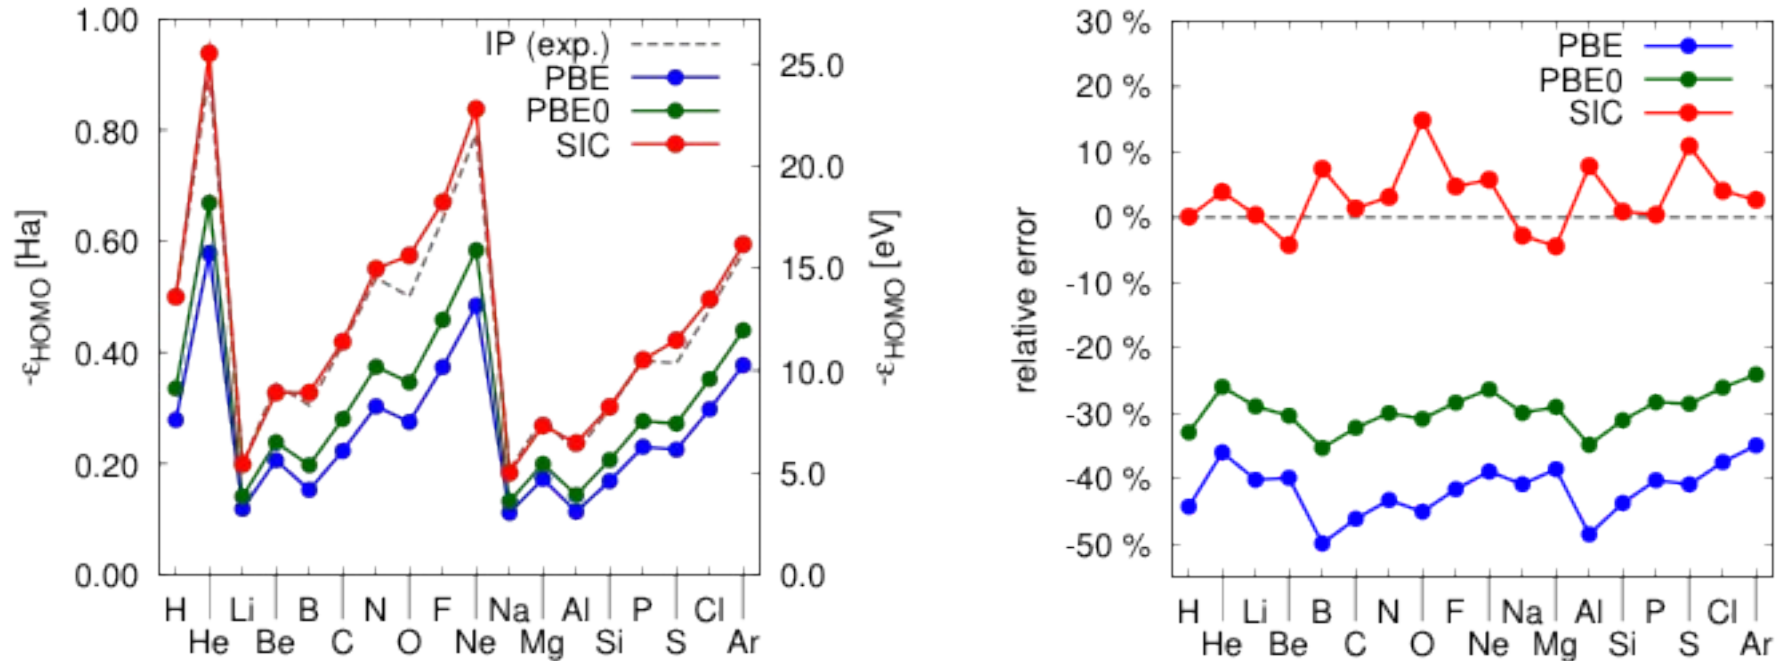 1.00
0.80
0.60
0.40
0.20
0.00
-εHOMO [Ha]
IP (exp.)
PBE
PBE0
SIC
25.0
20.0
15.0
10.0
5.0
0.0
-εHOMO [eV]
H Li B N F Na Al P Cl
He Be C O Ne Mg Si S Ar
30 %
20 %
10 %
0 %
-10 %
-20 %
-30 %
-40 %
-50 %
relative error
PBE
PBE0
SIC
H Li B N F Na Al P Cl
He Be C O Ne Mg Si S Ar